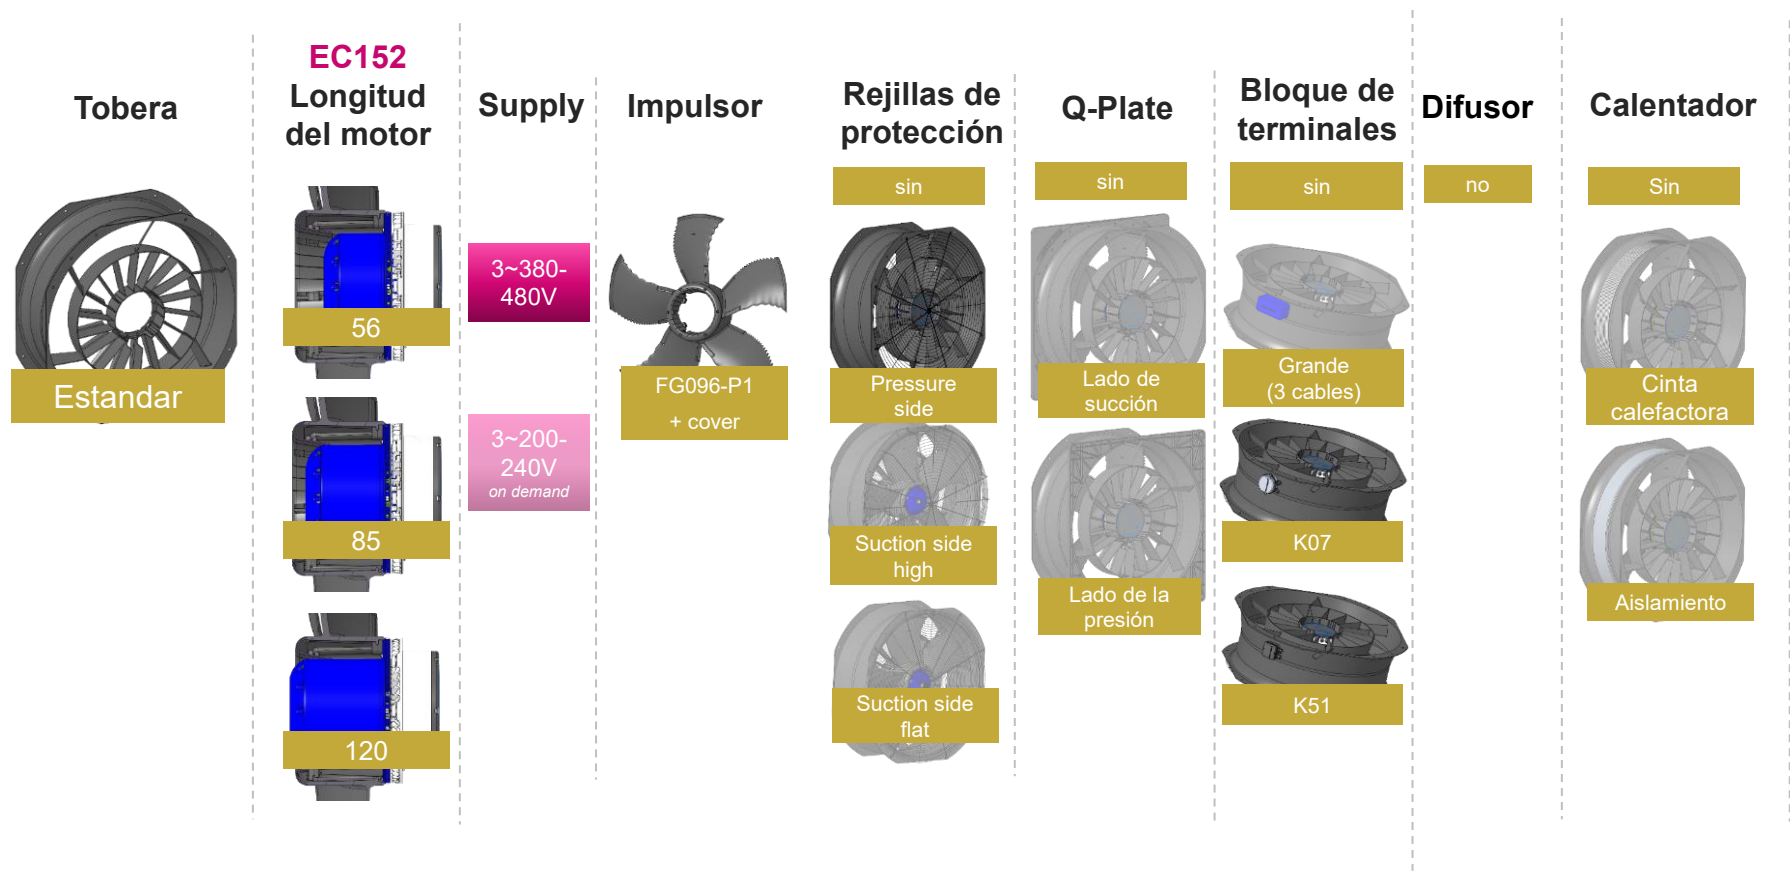 Tobera
Estandar
EC152
Longitud
del motor
56
85
120
Supply
3~380-
480V
3~200-
240V
on demand
Impulsor
FG096-P1
+ cover
Rejillas de
protección
sin
Pressure
side
Suction side
high
Suction side
flat
Q-Plate
sin
Lado de
succión
Lado de la
presión
Bloque de
terminales
sin
Grande
(3 cables)
K07
K51
Difusor
no
Calentador
Sin
Cinta
calefactora
Aislamiento